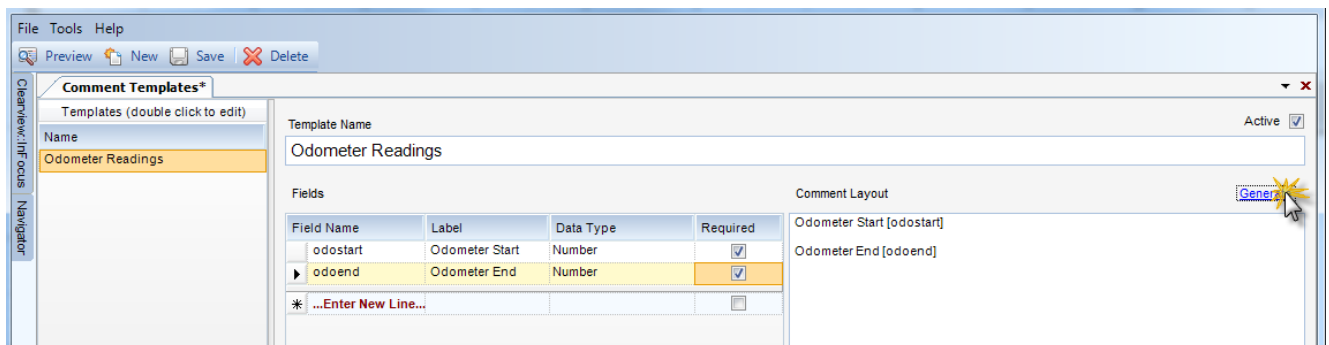 File Tools Help
Preview New Save Delete
Clearview::InFocus
Navigator
Comment Templates*
Templates (double click to edit)
Name
Odometer Readings
Template Name
Active
Odometer Readings
Fields
Field Name Label Data Type Required
odostart Odometer Start Number
odoend Odometer End Number
...Enter New Line...
Comment Layout
Odometer Start [odostart]
Odometer End [odoend]